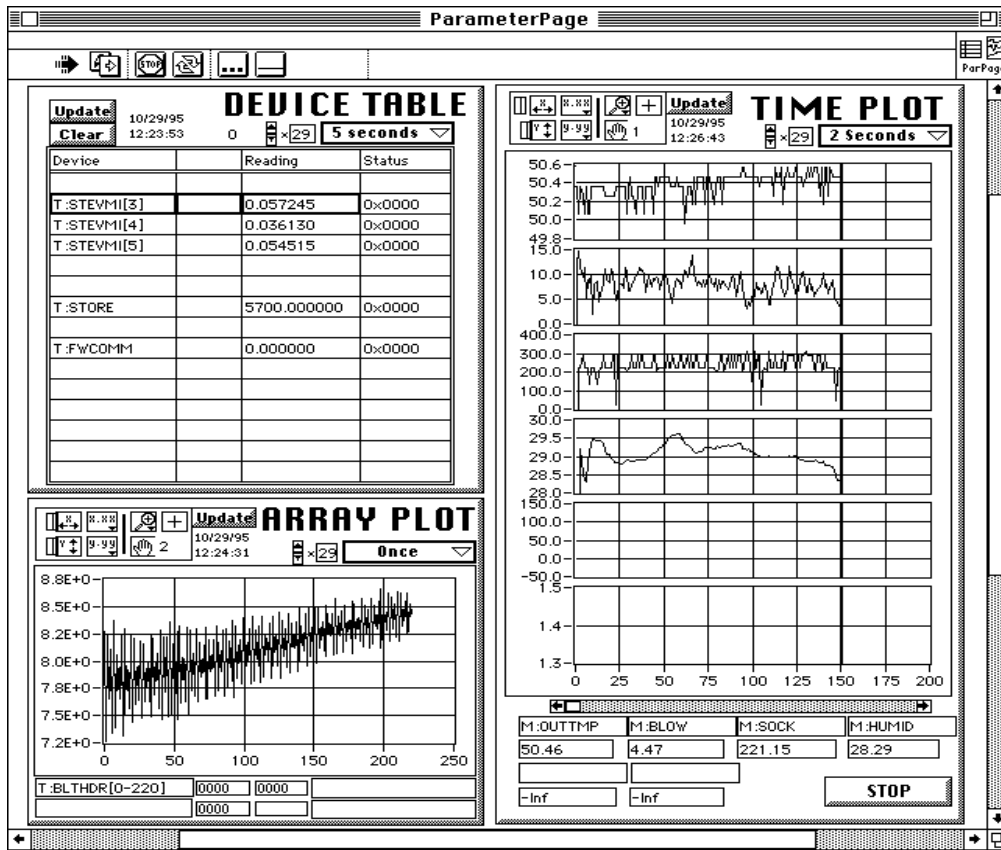 ParameterPage
STOP
ParPag
Update
DEVICE TABLE
Clear
10/29/95
12:23:53
0
×29
5 seconds
Device Reading Status
T:STEVMI[3] 0.057245 0x0000
T:STEVMI[4] 0.036130 0x0000
T:STEVMI[5] 0.054515 0x0000
T:STORE 5700.000000 0x0000
T:FWCOMM 0.000000 0x0000
X
X.XX
Update
ARRAY PLOT
Y
Y.YY
2
10/29/95
12:24:31
×29
Once
8.8E+0
8.5E+0
8.2E+0
8.0E+0
7.8E+0
7.5E+0
7.2E+0
0 50 100 150 200 250
T:BLTHDR[0-220] 0000 0000
0000
X
X.XX
Update
TIME PLOT
Y
Y.YY
1
10/29/95
12:26:43
×29
2 Seconds
50.6
50.4
50.2
50.0
49.8
15.0
10.0
5.0
0.0
400.0
300.0
200.0
100.0
0.0
30.0
29.5
29.0
28.5
28.0
150.0
100.0
50.0
0.0
-50.0
1.5
1.4
1.3
0 25 50 75 100 125 150 175 200
M:OUTTMP M:BLOW M:SOCK M:HUMID
50.46 4.47 221.15 28.29
-Inf -Inf
STOP